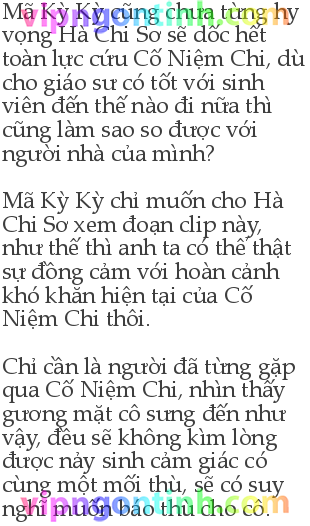 Mã Kỳ Kỳ cũng chưa từng hy
vọng Hà Chi Sơ sẽ dốc hết
toàn lực cứu Cố Niệm Chi, dù
cho giáo sư có tốt với sinh
viên đến thế nào đi nữa thì
cũng làm sao so được với
người nhà của mình?
Mã Kỳ Kỳ chỉ muốn cho Hà
Chi Sơ xem đoạn clip này,
như thế thì anh ta có thể thật
sự đồng cảm với hoàn cảnh
khó khăn hiện tại của Cố
Niệm Chi thôi.
Chỉ cần là người đã từng gặp
qua Cố Niệm Chi, nhìn thấy
gương mặt cô sưng đến như
vậy, đều sẽ không kìm lòng
được nảy sinh cảm giác có
cùng một mối thù, sẽ có suy
nghĩ muốn báo thù cho cô.
vipngontinh.com
vipngontinh.com
vipngontinh.com